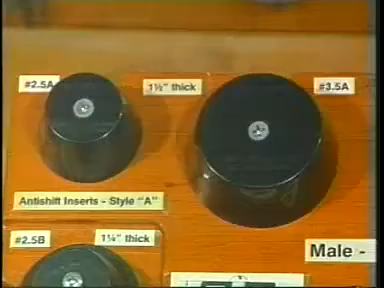 #2.5A
1½" thick
#3.5A
Antishift Inserts - Style "A"
#2.5B
1¼" thick
Male -